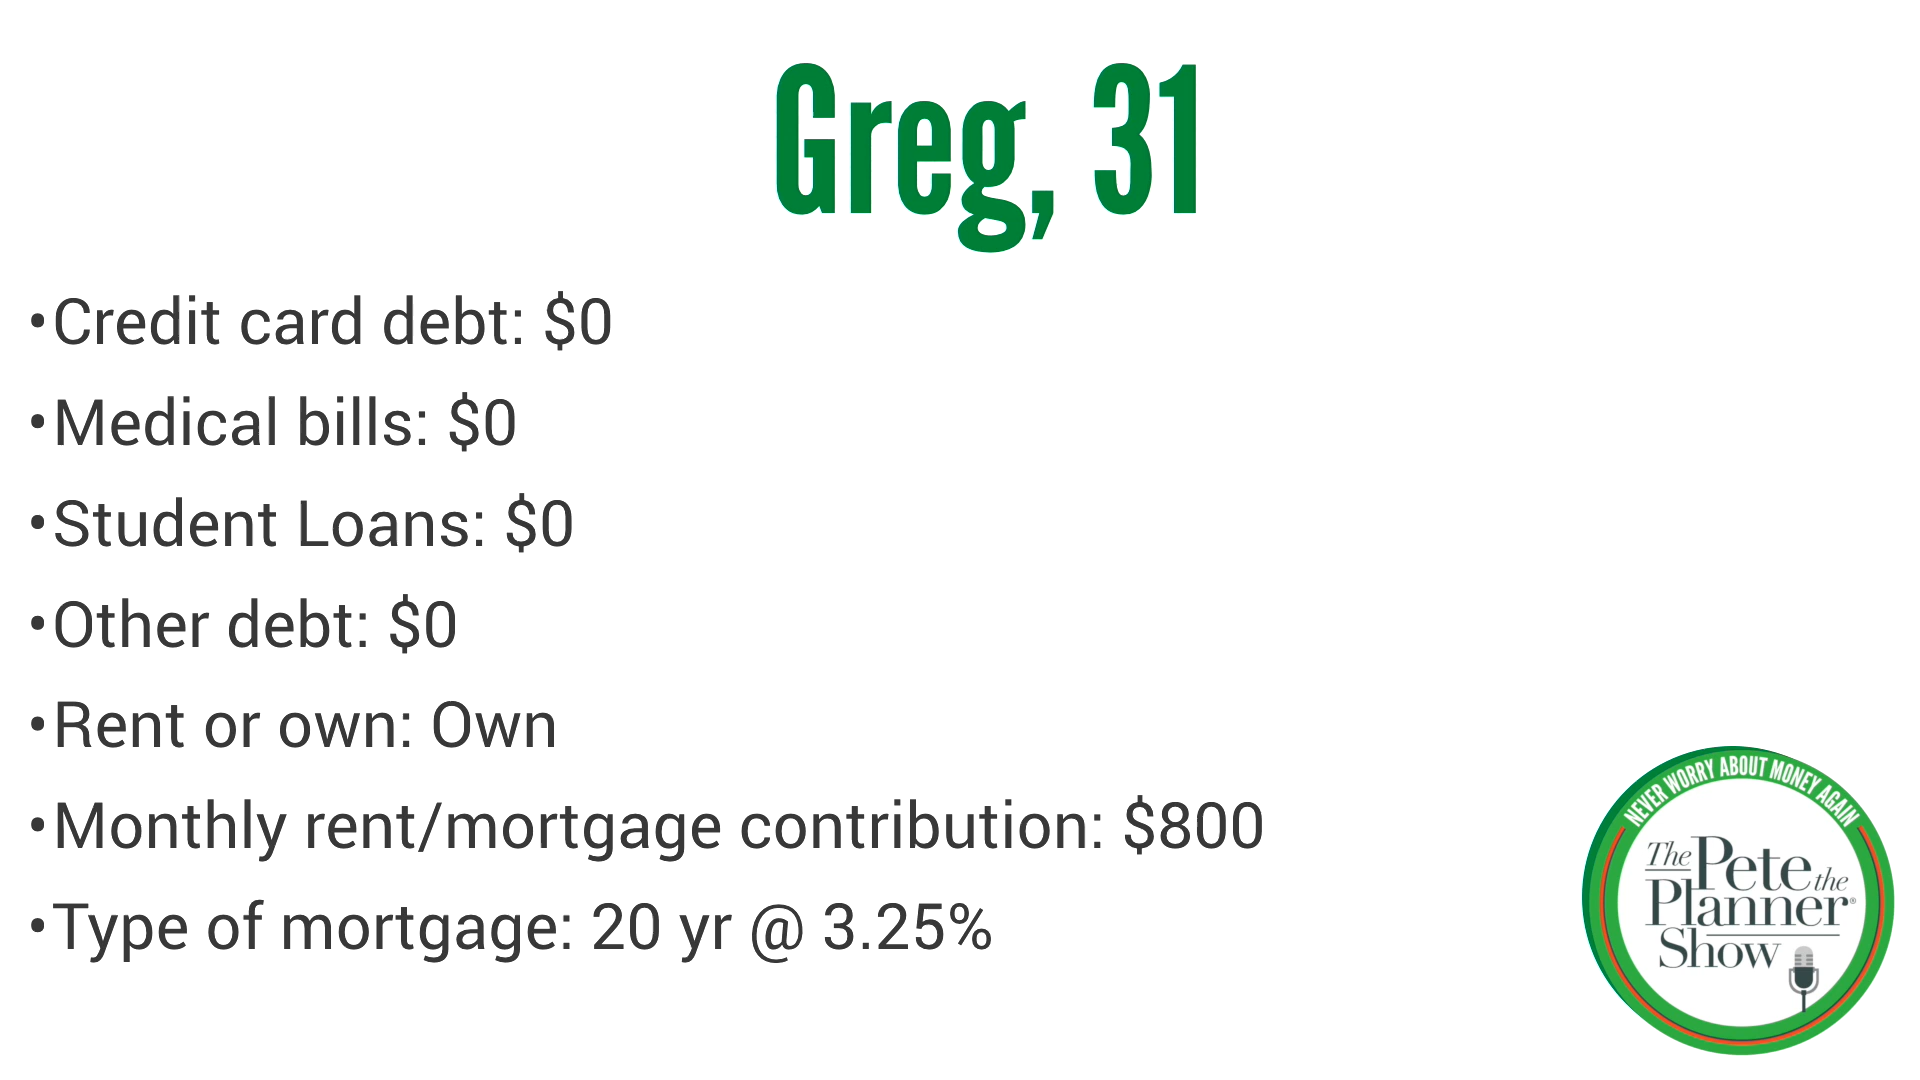 Greg, 31
•Credit card debt: $0
•Medical bills: $0
•Student Loans: $0
•Other debt: $0
•Rent or own: Own
•Monthly rent/mortgage contribution: $800
•Type of mortgage: 20 yr @ 3.25%
NEVER WORRY ABOUT MONEY AGAIN
The Pete the
Planner®
Show